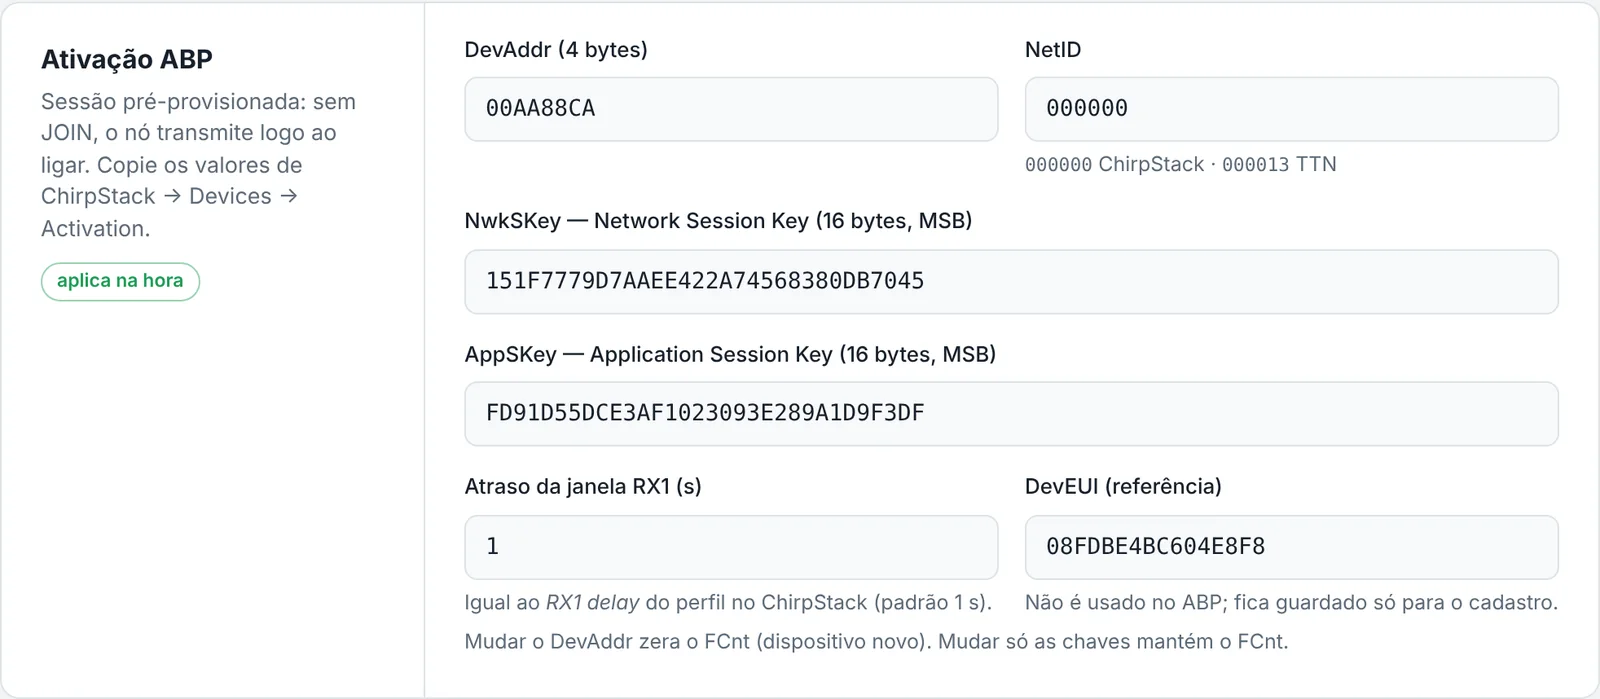 Ativação ABP
Sessão pré-provisionada: sem
JOIN, o nó transmite logo ao
ligar. Copie os valores de
ChirpStack → Devices →
Activation.
aplica na hora
DevAddr (4 bytes)
00AA88CA
NetID
000000
000000 ChirpStack · 000013 TTN
NwkSKey — Network Session Key (16 bytes, MSB)
151F7779D7AAEE422A74568380DB7045
AppSKey — Application Session Key (16 bytes, MSB)
FD91D55DCE3AF1023093E289A1D9F3DF
Atraso da janela RX1 (s)
1
Igual ao RX1 delay do perfil no ChirpStack (padrão 1 s).
DevEUI (referência)
08FDBE4BC604E8F8
Não é usado no ABP; fica guardado só para o cadastro.
Mudar o DevAddr zera o FCnt (dispositivo novo). Mudar só as chaves mantém o FCnt.